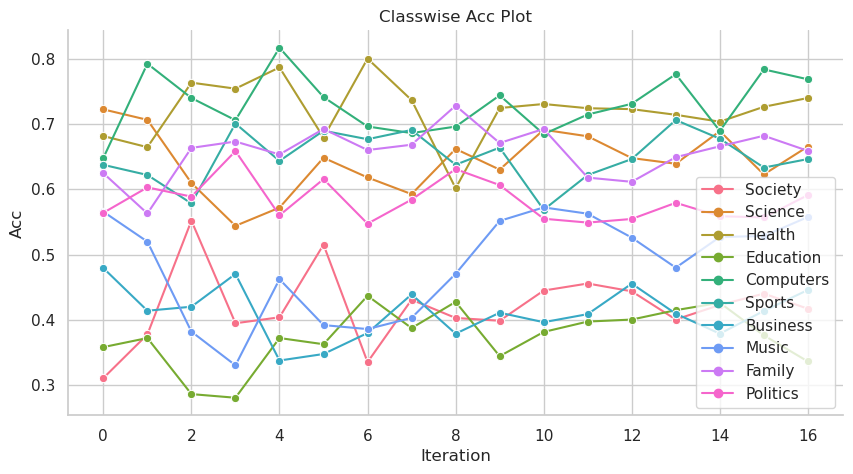 Classwise Acc Plot
0.8
0.7
0.6
0.5
0.4
0.3
Acc
0 2 4 6 8 10 12 14 16
Iteration
Society
Science
Health
Education
Computers
Sports
Business
Music
Family
Politics